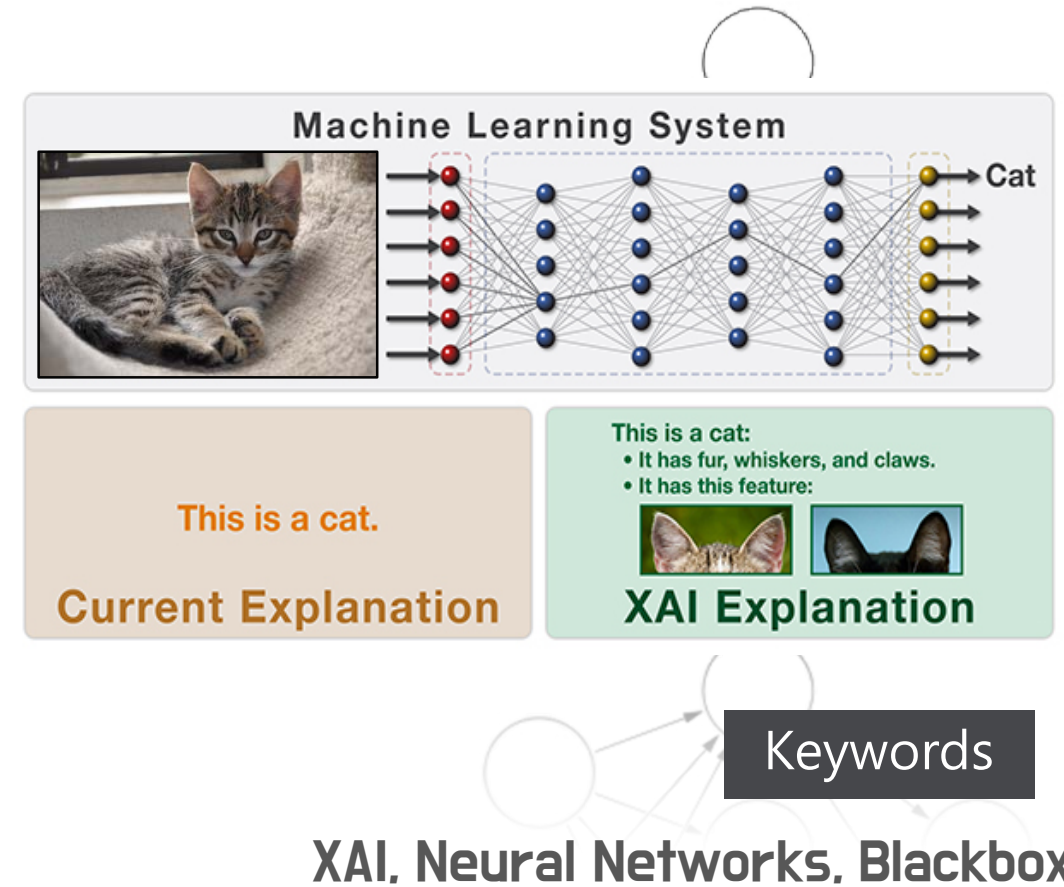 Machine Learning System
Cat
This is a cat.
Current Explanation
This is a cat:
• It has fur, whiskers, and claws.
• It has this feature:
XAI Explanation
Keywords
XAI, Neural Networks, Blackbox